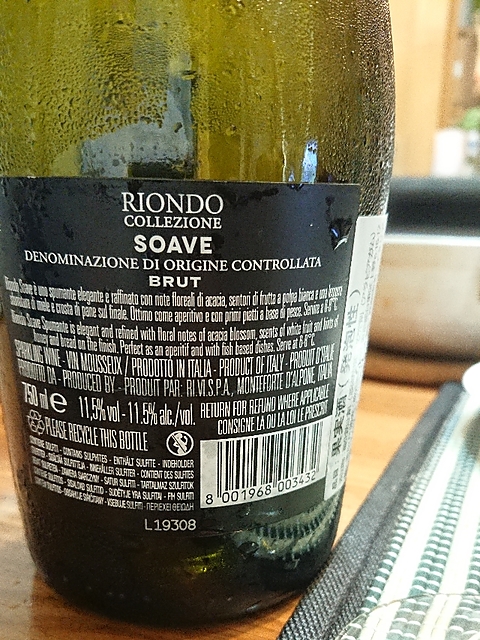 RIONDO
COLLEZIONE
SOAVE
DENOMINAZIONE DI ORIGINE CONTROLLATA
BRUT
Riondo Soave è uno spumante elegante e raffinato con note floreali di acacia, sentori di frutta a polpa bianca e una leggera
di miele e crosta di pane sul finale. Ottimo come aperitivo e con primi piatti a base di pesce. Servire a 6-8°C.
Riondo Soave Spumante is elegant and refined with floral notes of acacia blossom, scents of white fruit and hints of
honey and bread on the finish. Perfect as an aperitif and with fish based dishes. Serve at 6-8°C.
SPARKLING WINE - VIN MOUSSEUX / PRODOTTO IN ITALIA - PRODUCT OF ITALY - PRODUIT D'ITALIE
PRODOTTO DA - PRODUCED BY - PRODUIT PAR: RI.VI.S.P.A., MONTEFORTE D'ALPONE, ITALIA
750 ml e 11,5% vol - 11.5% alc./vol.
RETURN FOR REFUND WHERE APPLICABLE
CONSIGNE LÀ OÙ LA LOI LE PRESCRIT
PLEASE RECYCLE THIS BOTTLE
CONTIENE SOLFITI - CONTAINS SULPHITES - ENTHÄLT SULFITE - INDEHOLDER
8 001968 003432
L19308